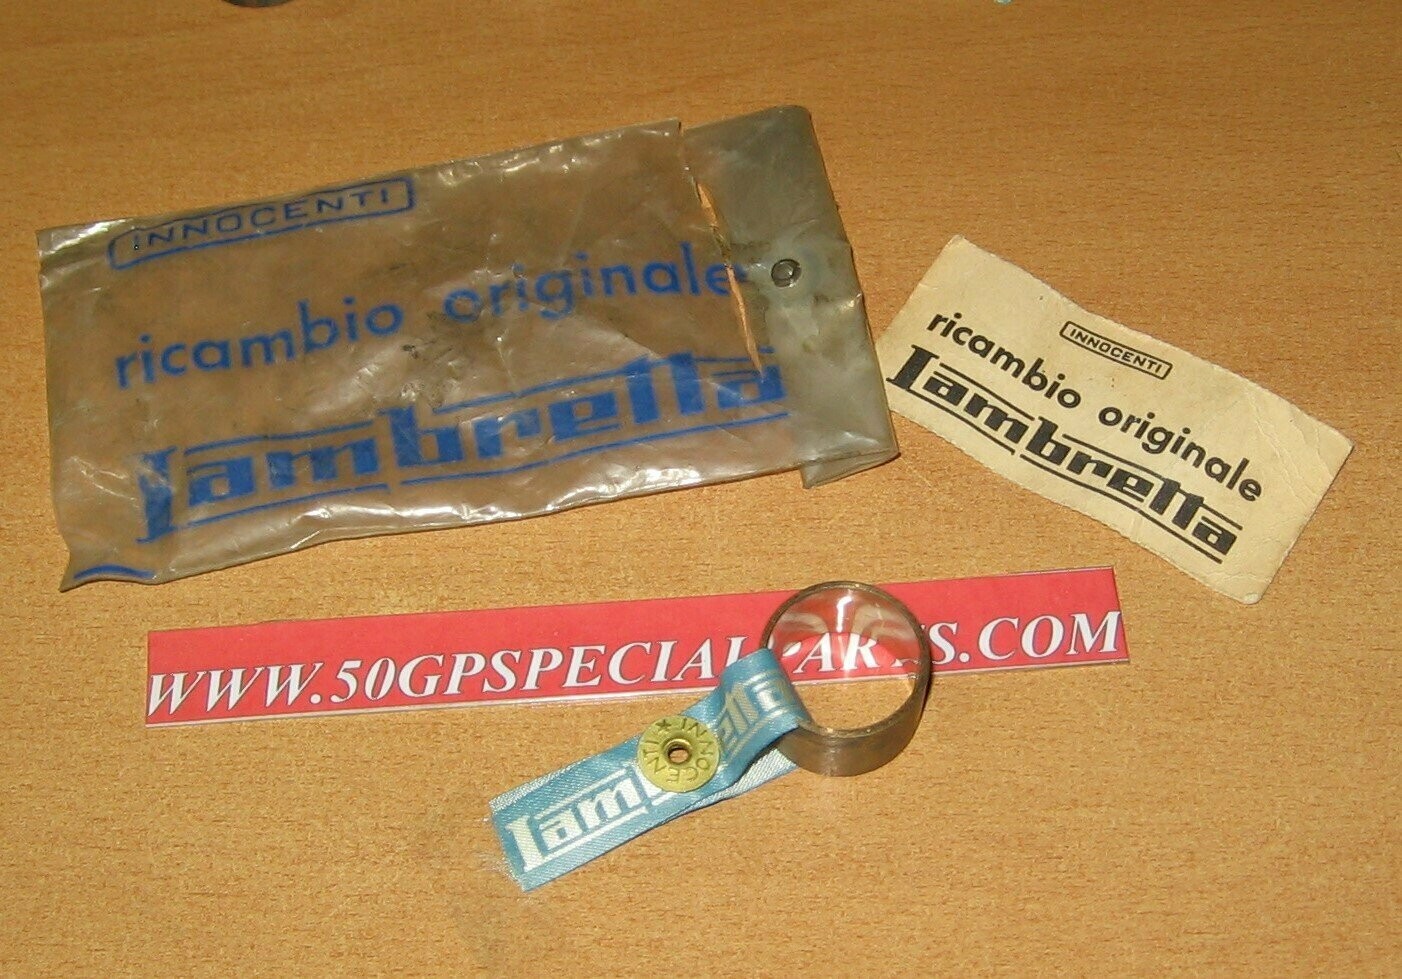 INNOCENTI
ricambio originale
Lambretta
INNOCENTI
ricambio originale
Lambretta
WWW.50GPSPECIALPARTS.COM
Lambretta
INNOCENTI ★